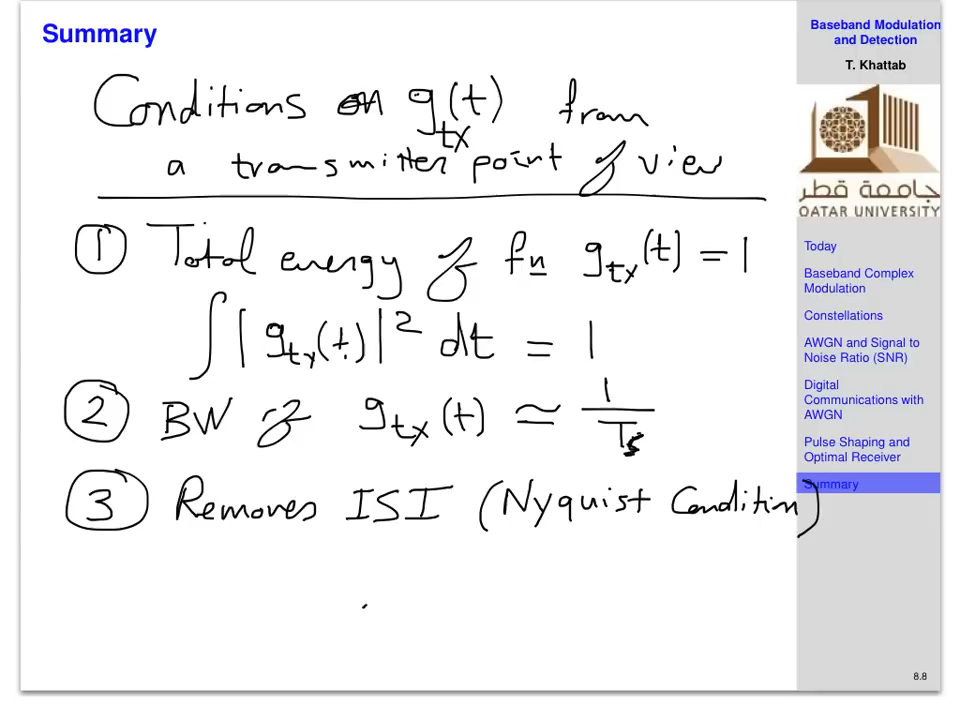 Summary
Conditions on g_tx(t) from
a transmitter point of view
① Total energy of fn g_tx(t) = 1
∫ |g_tx(t)|² dt = 1
② BW of g_tx(t) ≃ 1/Ts
③ Removes ISI (Nyquist Condition)
Baseband Modulation
and Detection
T. Khattab
جامعة قطر
QATAR UNIVERSITY
Today
Baseband Complex
Modulation
Constellations
AWGN and Signal to
Noise Ratio (SNR)
Digital
Communications with
AWGN
Pulse Shaping and
Optimal Receiver
Summary
8.8